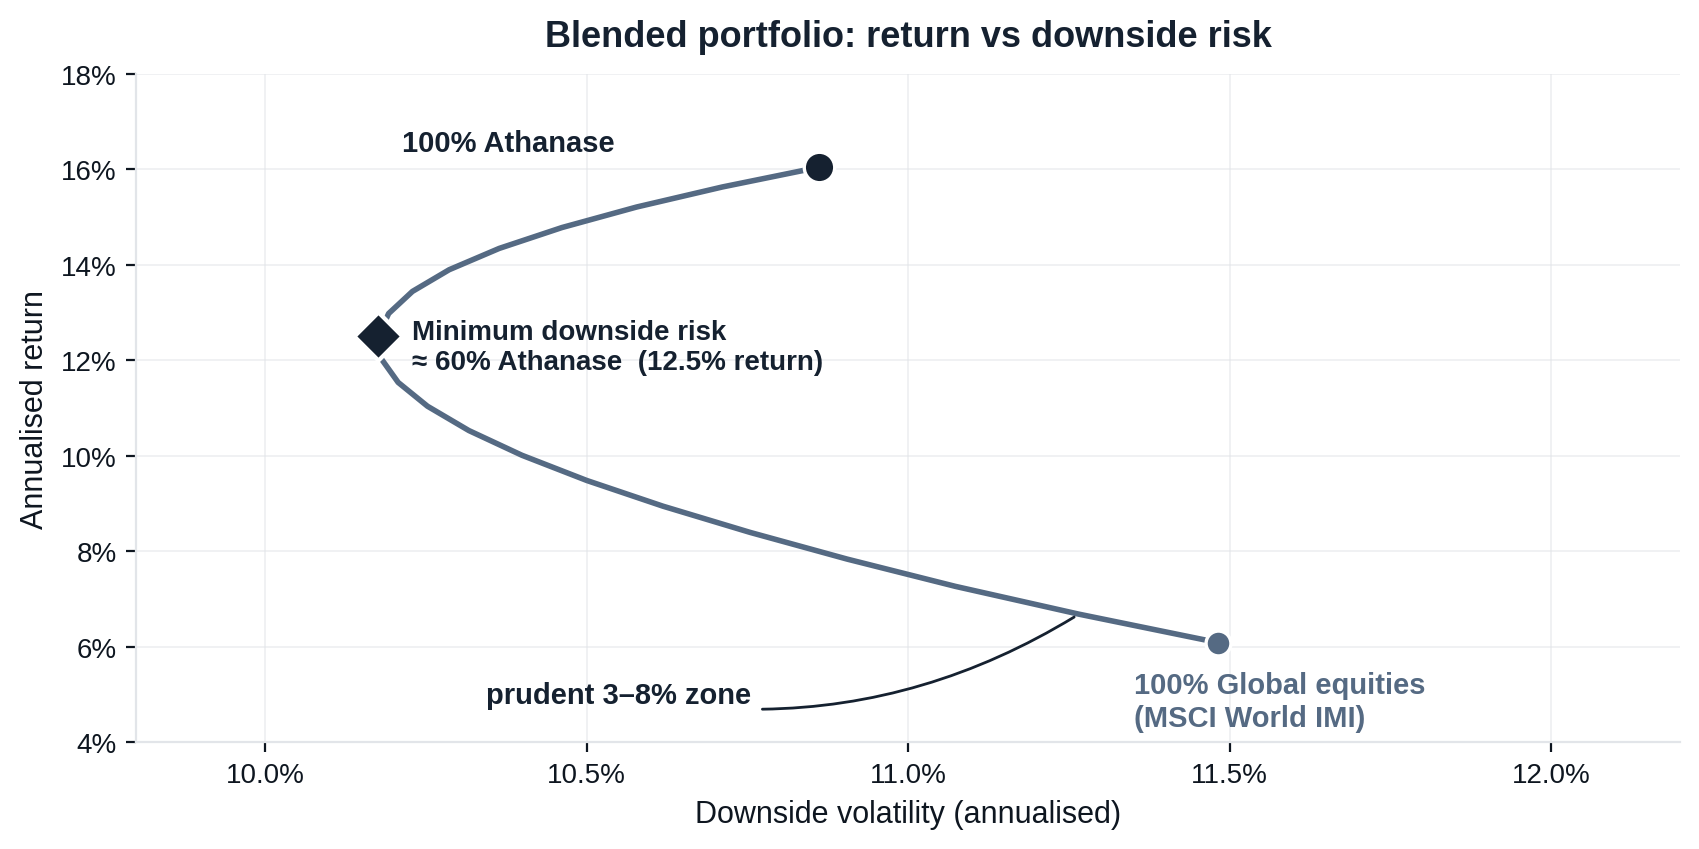 Blended portfolio: return vs downside risk
18%
16%
14%
12%
10%
8%
6%
4%
Annualised return
100% Athanase
Minimum downside risk
≈ 60% Athanase (12.5% return)
prudent 3–8% zone
100% Global equities
(MSCI World IMI)
10.0%
10.5%
11.0%
11.5%
12.0%
Downside volatility (annualised)